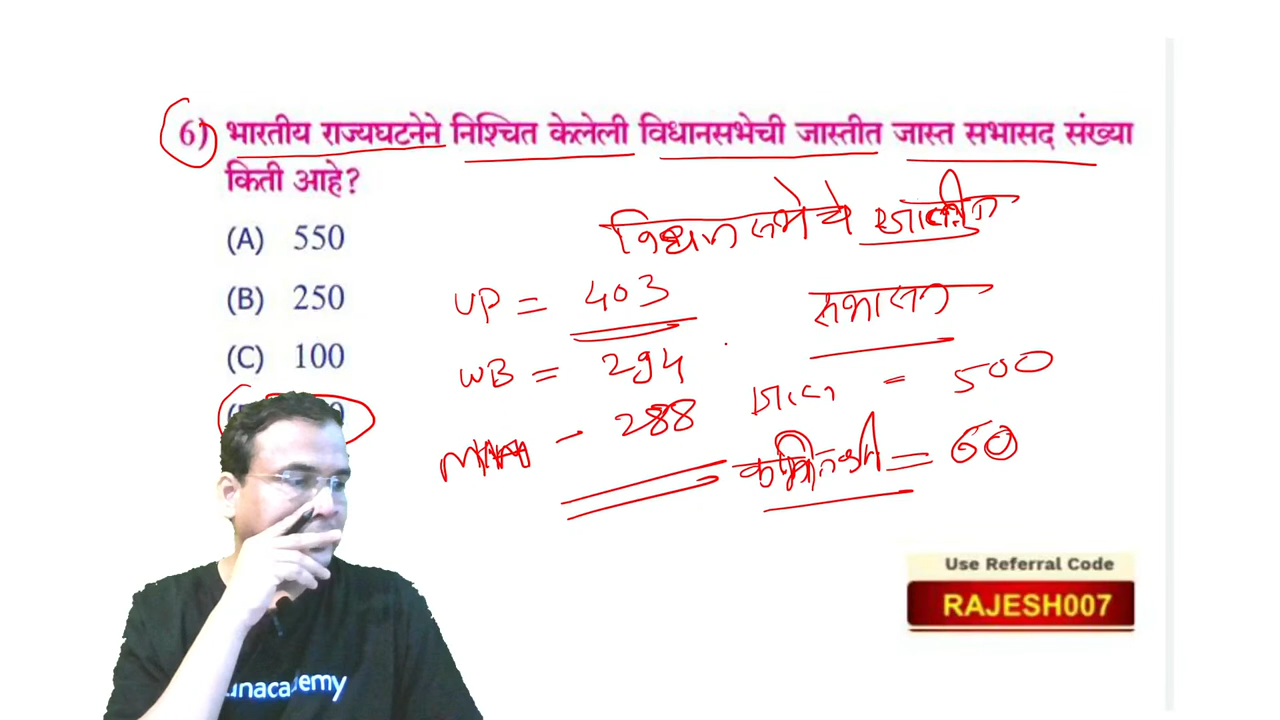 6) भारतीय राज्यघटनेने निश्चित केलेली विधानसभेची जास्तीत जास्त सभासद संख्या
किती आहे?
(A) 550
(B) 250
(C) 100
विधानसभेचे
UP = 403
WB = 294
- 288
= 500
= 60
Use Referral Code
RAJESH007
unacademy